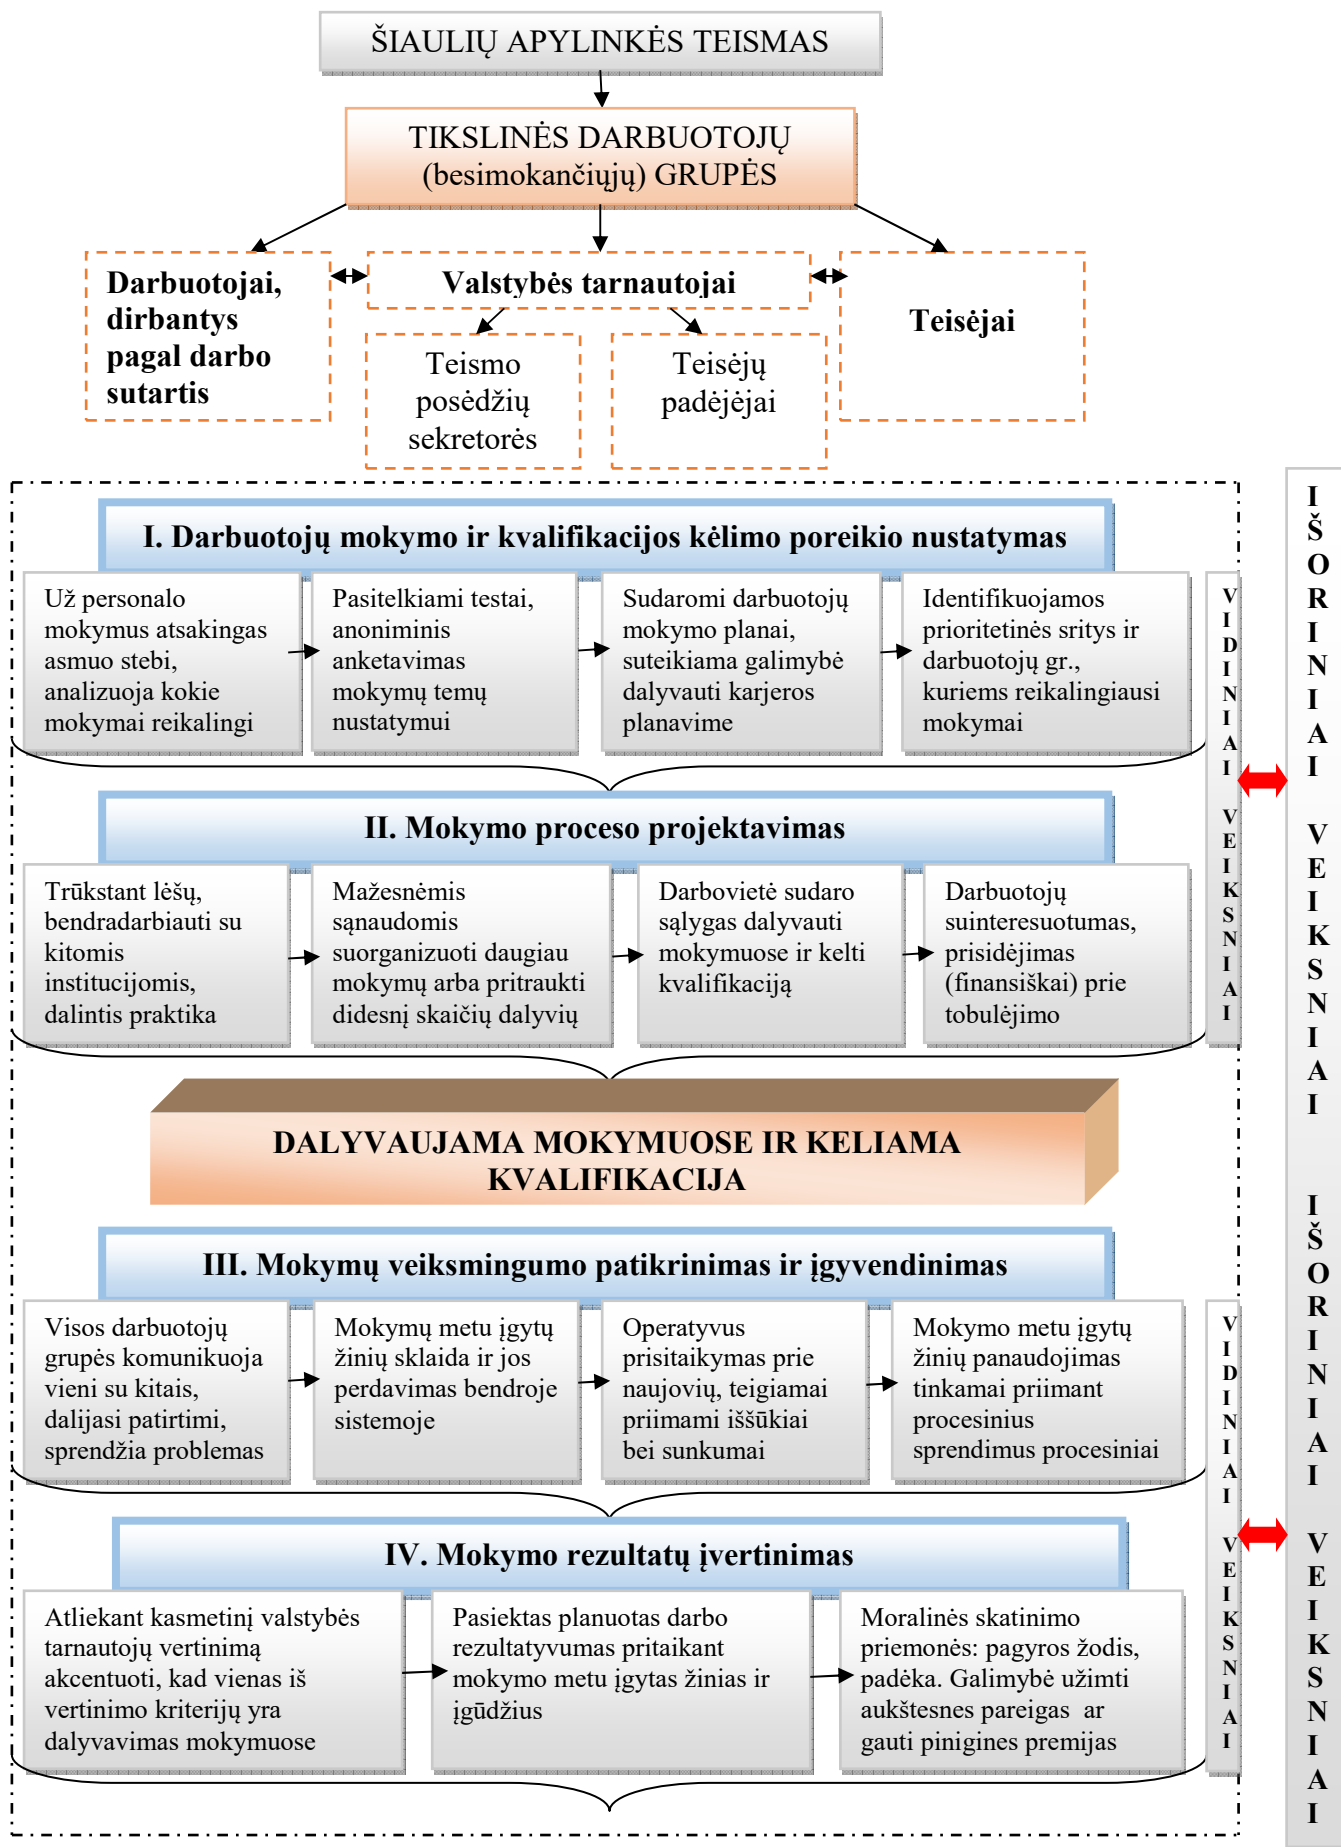 ŠIAULIŲ APYLINKĖS TEISMAS
TIKSLINĖS DARBUOTOJŲ
(besimokančiųjų) GRUPĖS
Darbuotojai,
dirbantys
pagal darbo
sutartis
Valstybės tarnautojai
Teisėjai
Teismo
posėdžių
sekretorės
Teisėjų
padėjėjai
I. Darbuotojų mokymo ir kvalifikacijos kėlimo poreikio nustatymas
Už personalo
mokymus atsakingas
asmuo stebi,
analizuoja kokie
mokymai reikalingi
Pasitelkiami testai,
anoniminis
anketavimas
mokymų temų
nustatymui
Sudaromi darbuotojų
mokymo planai,
suteikiama galimybė
dalyvauti karjeros
planavime
Identifikuojamos
prioritetinės sritys ir
darbuotojų gr.,
kuriems reikalingiausi
mokymai
II. Mokymo proceso projektavimas
Trūkstant lėšų,
bendradarbiauti su
kitomis
institucijomis,
dalintis praktika
Mažesnėmis
sąnaudomis
suorganizuoti daugiau
mokymų arba pritraukti
didesnį skaičių dalyvių
Darbovietė sudaro
sąlygas dalyvauti
mokymuose ir kelti
kvalifikaciją
Darbuotojų
suinteresuotumas,
prisidėjimas
(finansiškai) prie
tobulėjimo
VIDINIAI VEIKSNIAI
DALYVAUJAMA MOKYMUOSE IR KELIAMA
KVALIFIKACIJA
III. Mokymų veiksmingumo patikrinimas ir įgyvendinimas
Visos darbuotojų
grupės komunikuoja
vieni su kitais,
dalijasi patirtimi,
sprendžia problemas
Mokymų metu įgytų
žinių sklaida ir jos
perdavimas bendroje
sistemoje
Operatyvus
prisitaikymas prie
naujovių, teigiamai
priimami iššūkiai
bei sunkumai
Mokymo metu įgytų
žinių panaudojimas
tinkamai priimant
procesinius
sprendimus procesiniai
IV. Mokymo rezultatų įvertinimas
Atliekant kasmetinį valstybės
tarnautojų vertinimą
akcentuoti, kad vienas iš
vertinimo kriterijų yra
dalyvavimas mokymuose
Pasiektas planuotas darbo
rezultatyvumas pritaikant
mokymo metu įgytas žinias ir
įgūdžius
Moralinės skatinimo
priemonės: pagyros žodis,
padėka. Galimybė užimti
aukštesnes pareigas ar
gauti pinigines premijas
VIDINIAI VEIKSNIAI
IŠORINIAI VEIKSNIAI IŠORINIAI VEIKSNIAI